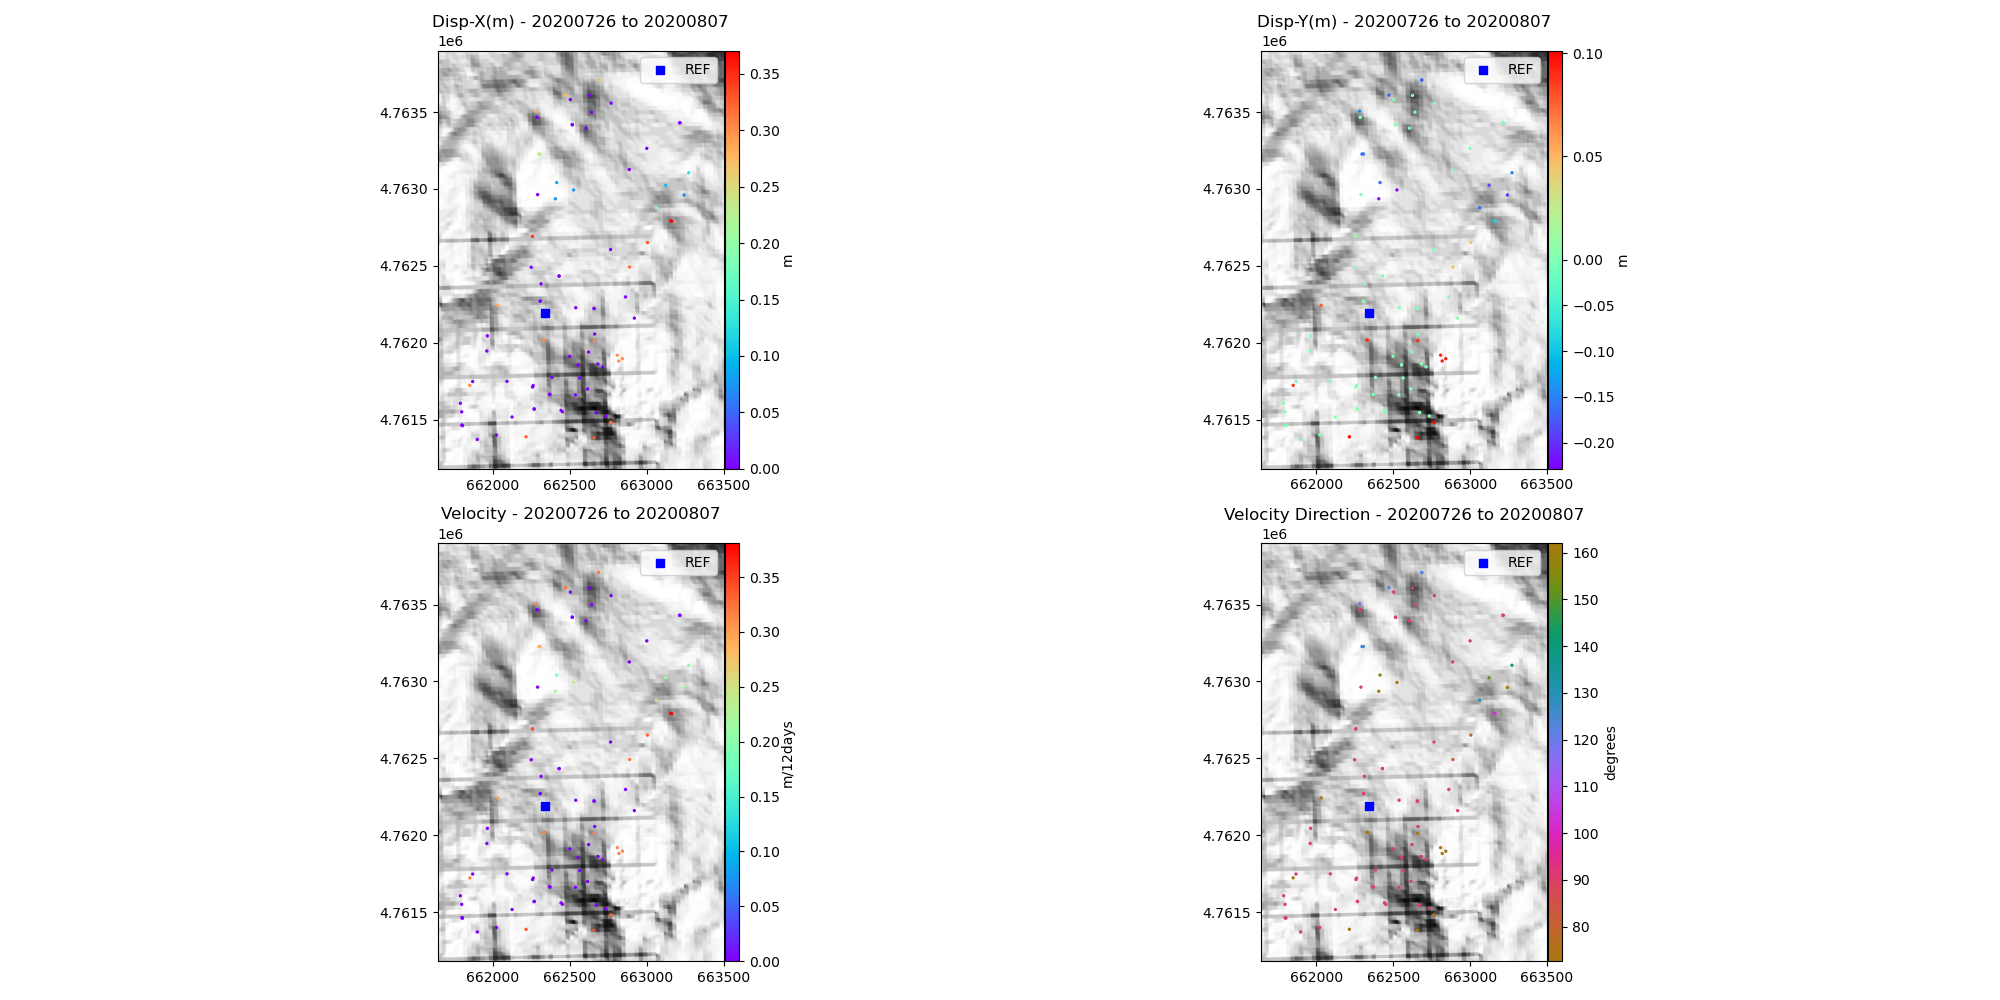 Disp-X(m) - 20200726 to 20200807
1e6
REF
4.7635
4.7630
4.7625
4.7620
4.7615
662000 662500 663000 663500
0.35
0.30
0.25
0.20
0.15
0.10
0.05
0.00
m
Disp-Y(m) - 20200726 to 20200807
1e6
REF
4.7635
4.7630
4.7625
4.7620
4.7615
662000 662500 663000 663500
0.10
0.05
0.00
−0.05
−0.10
−0.15
−0.20
m
Velocity - 20200726 to 20200807
1e6
REF
4.7635
4.7630
4.7625
4.7620
4.7615
662000 662500 663000 663500
0.35
0.30
0.25
0.20
0.15
0.10
0.05
0.00
m/12days
Velocity Direction - 20200726 to 20200807
1e6
REF
4.7635
4.7630
4.7625
4.7620
4.7615
662000 662500 663000 663500
160
150
140
130
120
110
100
90
80
degrees